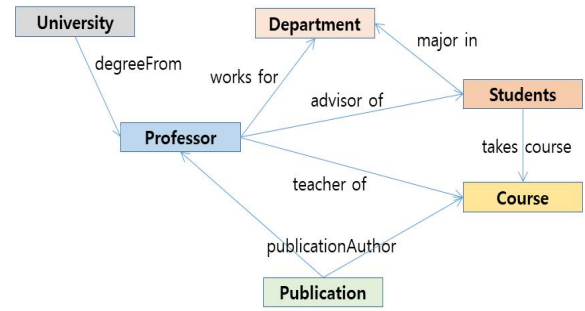 University
Department
major in
degreeFrom
works for
advisor of
Students
Professor
takes course
teacher of
Course
publicationAuthor
Publication